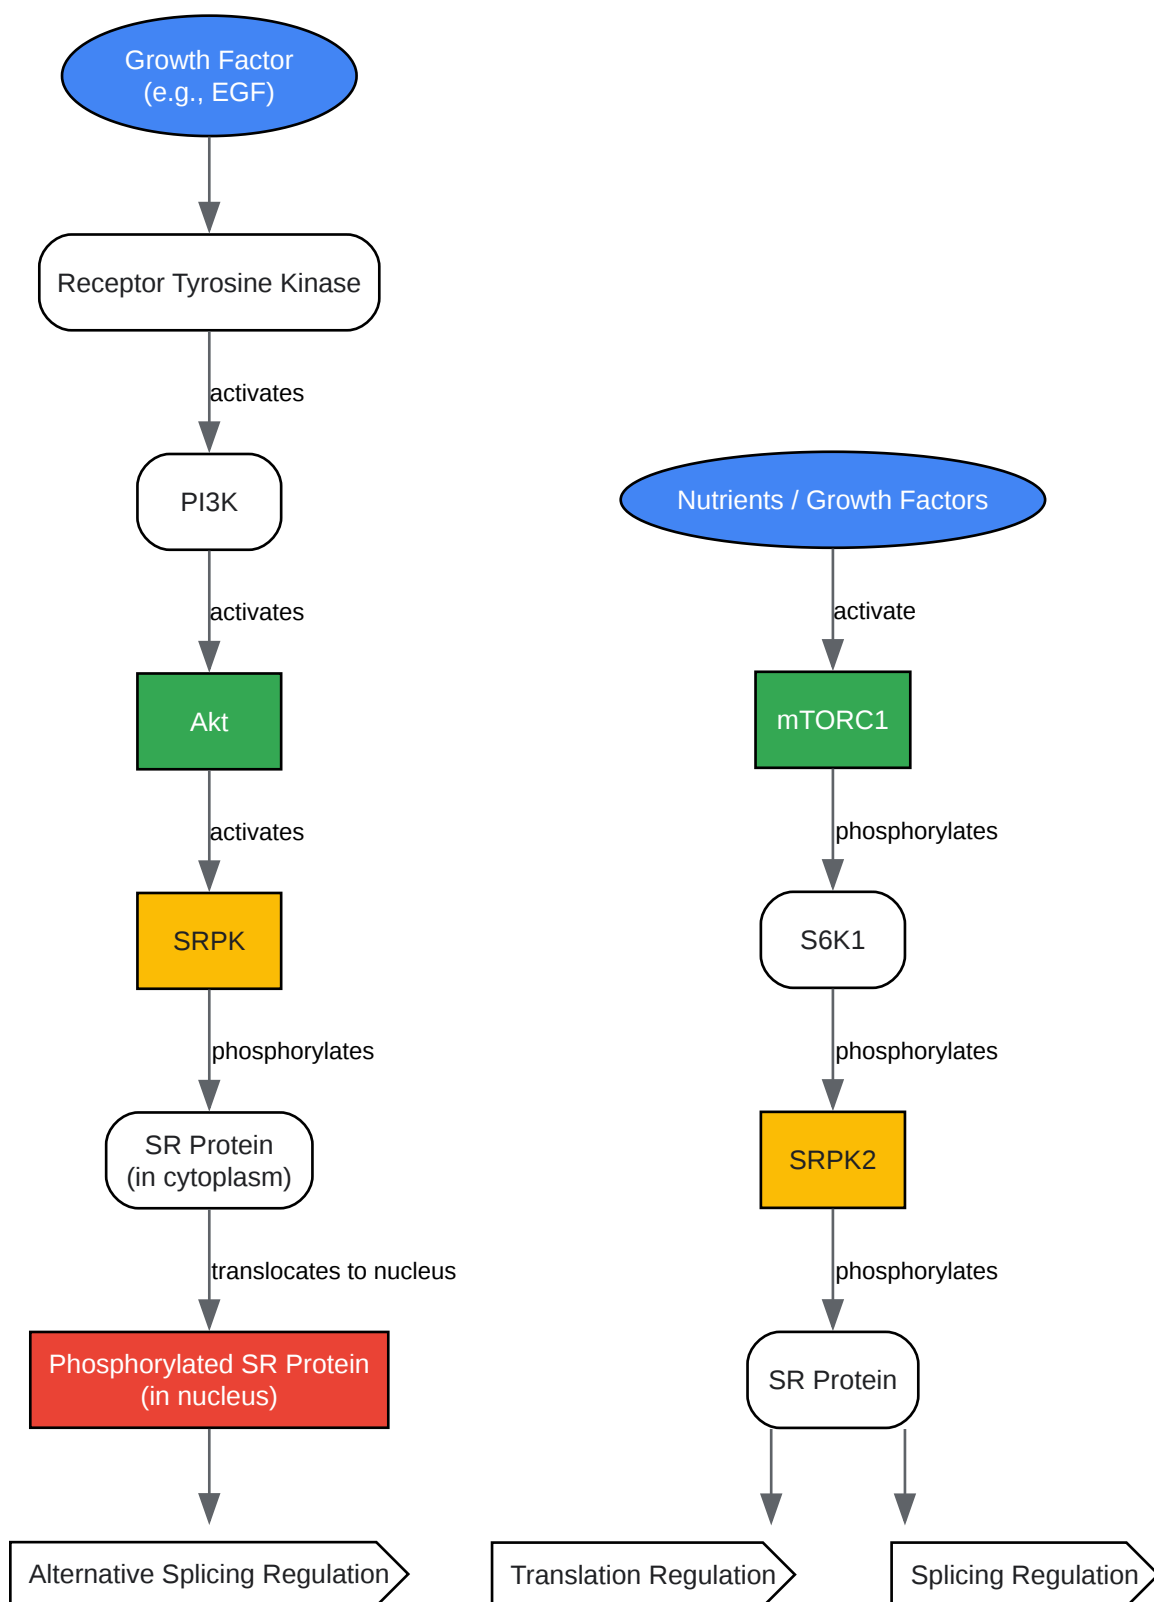 Growth Factor
(e.g., EGF)
Receptor Tyrosine Kinase
activates
PI3K
activates
Akt
activates
SRPK
phosphorylates
SR Protein
(in cytoplasm)
translocates to nucleus
Phosphorylated SR Protein
(in nucleus)
Alternative Splicing Regulation
Nutrients / Growth Factors
activate
mTORC1
phosphorylates
S6K1
phosphorylates
SRPK2
phosphorylates
SR Protein
Translation Regulation
Splicing Regulation